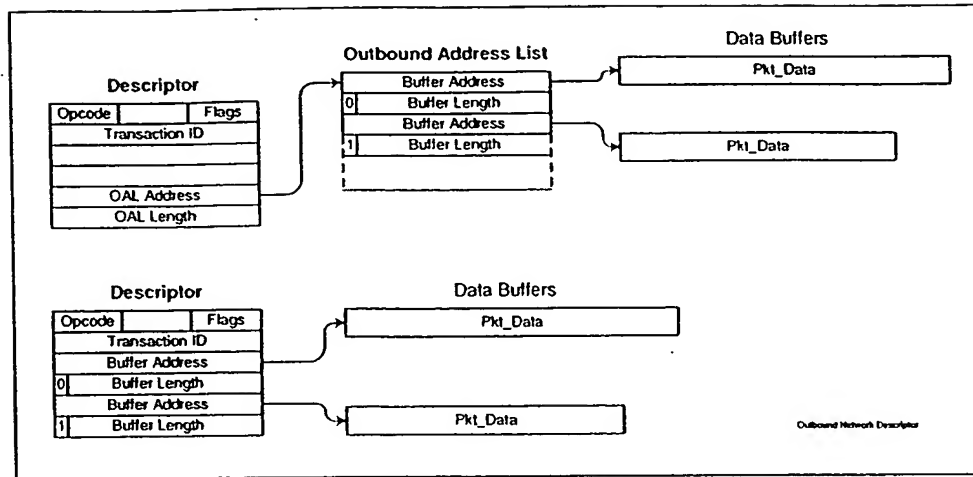 Data Buffers
Outbound Address List
Pkt_Data
Descriptor
Buffer Address
Opcode Flags
0 Buffer Length
Transaction ID
Buffer Address
1 Buffer Length
Pkt_Data
OAL Address
OAL Length
Descriptor
Data Buffers
Opcode Flags
Pkt_Data
Transaction ID
Buffer Address
0 Buffer Length
Buffer Address
1 Buffer Length
Pkt_Data
Outbound Network Descriptor